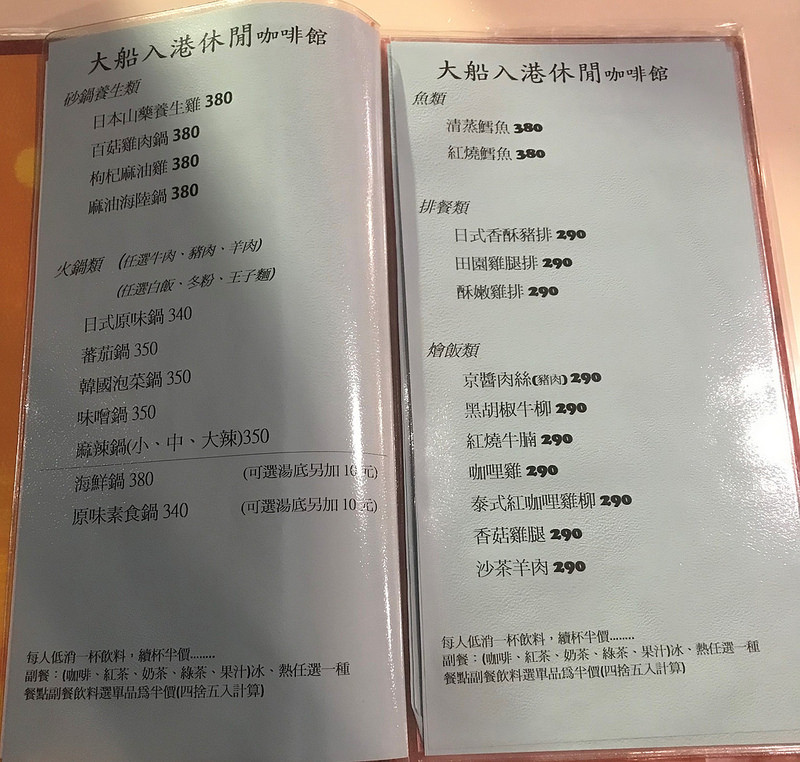 大船入港休閒咖啡館
砂鍋養生類
日本山藥養生雞 380
百菇雞肉鍋 380
枸杞麻油雞 380
麻油海陸鍋 380
火鍋類 (任選牛肉、豬肉、羊肉)
(任選白飯、冬粉、王子麵)
日式原味鍋 340
蕃茄鍋 350
韓國泡菜鍋 350
味噌鍋 350
麻辣鍋(小、中、大辣)350
海鮮鍋 380 (可選湯底另加 10 元)
原味素食鍋 340 (可選湯底另加 10 元)
每人低消一杯飲料，續杯半價........
副餐：(咖啡、紅茶、奶茶、綠茶、果汁)冰、熱任選一種
餐點副餐飲料選單品爲半價(四捨五入計算)
大船入港休閒咖啡館
魚類
清蒸鱈魚 380
紅燒鱈魚 380
排餐類
日式香酥豬排 290
田園雞腿排 290
酥嫩雞排 290
燴飯類
京醬肉絲(豬肉) 290
黑胡椒牛柳 290
紅燒牛腩 290
咖哩雞 290
泰式紅咖哩雞柳 290
香菇雞腿 290
沙茶羊肉 290
每人低消一杯飲料，續杯半價........
副餐：(咖啡、紅茶、奶茶、綠茶、果汁)冰、熱任選一種
餐點副餐飲料選單品爲半價(四捨五入計算)